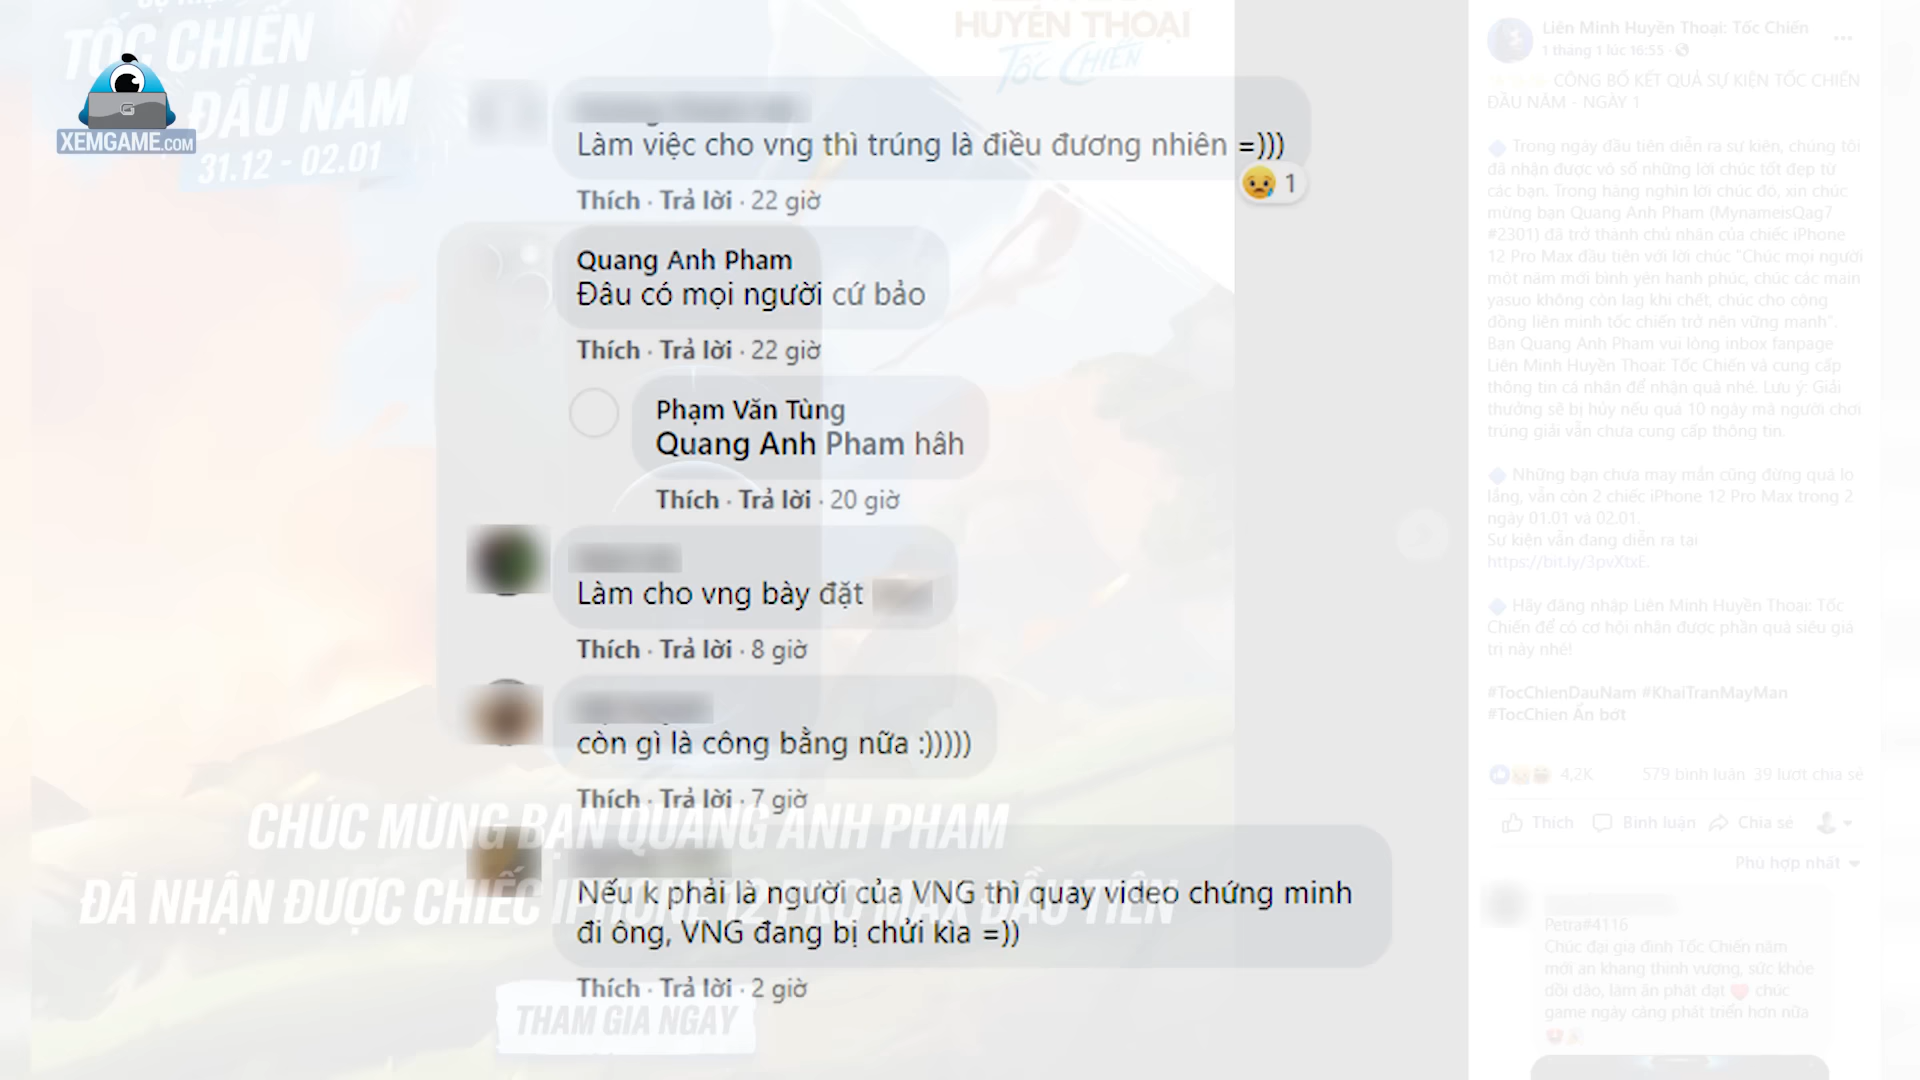 TỐC CHIẾN
ĐẦU NĂM
31.12 - 02.01
XEMGAME.COM
HUYỀN THOẠI
TỐC CHIẾN
Làm việc cho vng thì trúng là điều đương nhiên =)))
1
Thích · Trả lời · 22 giờ
Quang Anh Pham
Đâu có mọi người cứ bảo
Thích · Trả lời · 22 giờ
Phạm Văn Tùng
Quang Anh Pham hâh
Thích · Trả lời · 20 giờ
Làm cho vng bày đặt
Thích · Trả lời · 8 giờ
còn gì là công bằng nữa :)))))
Thích · Trả lời · 7 giờ
CHÚC MỪNG BẠN QUANG ANH PHAM
ĐÃ NHẬN ĐƯỢC CHIẾC IPHONE 12 PRO MAX ĐẦU TIÊN
Nếu k phải là người của VNG thì quay video chứng minh
đi ông, VNG đang bị chửi kìa =))
Thích · Trả lời · 2 giờ
THAM GIA NGAY
Liên Minh Huyền Thoại: Tốc Chiến
1 tháng 1 lúc 16:55 ·
CÔNG BỐ KẾT QUẢ SỰ KIỆN TỐC CHIẾN
ĐẦU NĂM - NGÀY 1
Trong ngày đầu tiên diễn ra sự kiện, chúng tôi
đã nhận được vô số những lời chúc tốt đẹp từ
các bạn. Trong hàng nghìn lời chúc đó, xin chúc
mừng bạn Quang Anh Pham (MynameisQag7
#2301) đã trở thành chủ nhân của chiếc iPhone
12 Pro Max đầu tiên với lời chúc "Chúc mọi người
một năm mới bình yên hạnh phúc, chúc các main
yasuo không còn lag khi chết, chúc cho cộng
đồng liên minh tốc chiến trở nên vững mạnh".
Bạn Quang Anh Pham vui lòng inbox fanpage
Liên Minh Huyền Thoại: Tốc Chiến và cung cấp
thông tin cá nhân để nhận quà nhé. Lưu ý: Giải
thưởng sẽ bị hủy nếu quá 10 ngày mà người chơi
trúng giải vẫn chưa cung cấp thông tin.
Những bạn chưa may mắn cũng đừng quá lo
lắng, vẫn còn 2 chiếc iPhone 12 Pro Max trong 2
ngày 01.01 và 02.01.
Sự kiện vẫn đang diễn ra tại
https://bit.ly/3pvXtxE.
Hãy đăng nhập Liên Minh Huyền Thoại: Tốc
Chiến để có cơ hội nhận được phần quà siêu giá
trị này nhé!
#TocChienDauNam #KhaiTranMayMan
#TocChien Ẩn bớt
4,2K 579 bình luận 39 lượt chia sẻ
Thích Bình luận Chia sẻ
Phù hợp nhất
Petra#4116
Chúc đại gia đình Tốc Chiến năm
mới an khang thịnh vượng, sức khỏe
dồi dào, làm ăn phát đạt chúc
game ngày càng phát triển hơn nữa